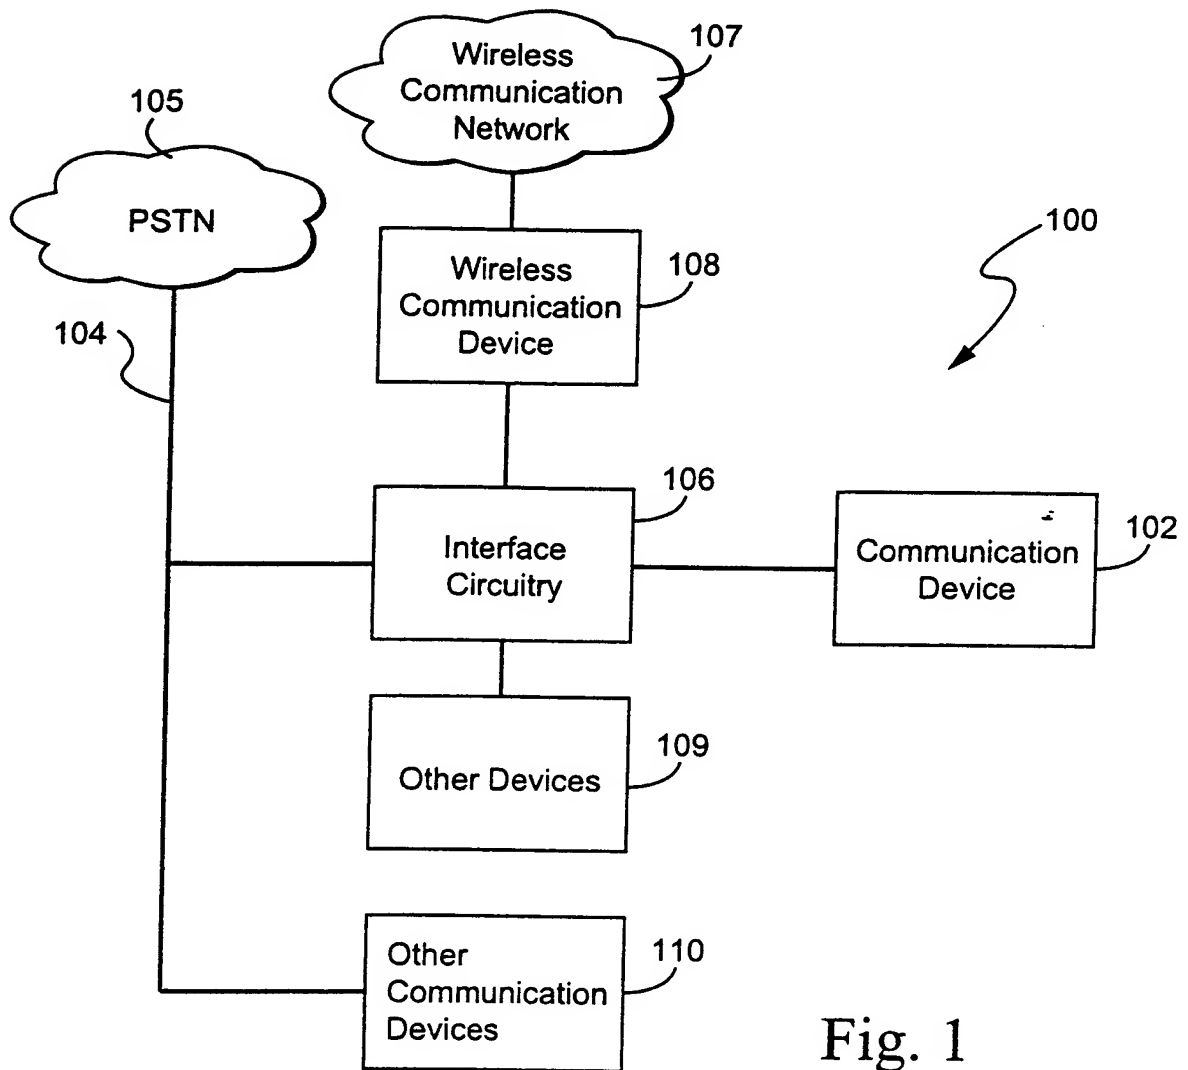 Wireless
Communication
Network
107
105
PSTN
100
Wireless
Communication
Device
108
104
106
Interface
Circuitry
Communication
Device
102
Other Devices
109
Other
Communication
Devices
110
Fig. 1